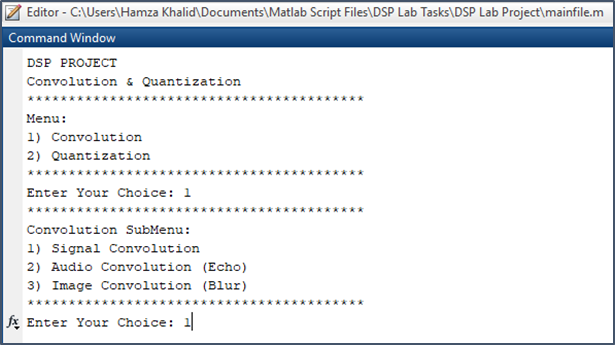 Editor - C:\Users\Hamza Khalid\Documents\Matlab Script Files\DSP Lab Tasks\DSP Lab Project\mainfile.m
Command Window
DSP PROJECT
Convolution & Quantization
******************************************
Menu:
1) Convolution
2) Quantization
******************************************
Enter Your Choice: 1
******************************************
Convolution SubMenu:
1) Signal Convolution
2) Audio Convolution (Echo)
3) Image Convolution (Blur)
******************************************
fx Enter Your Choice: 1